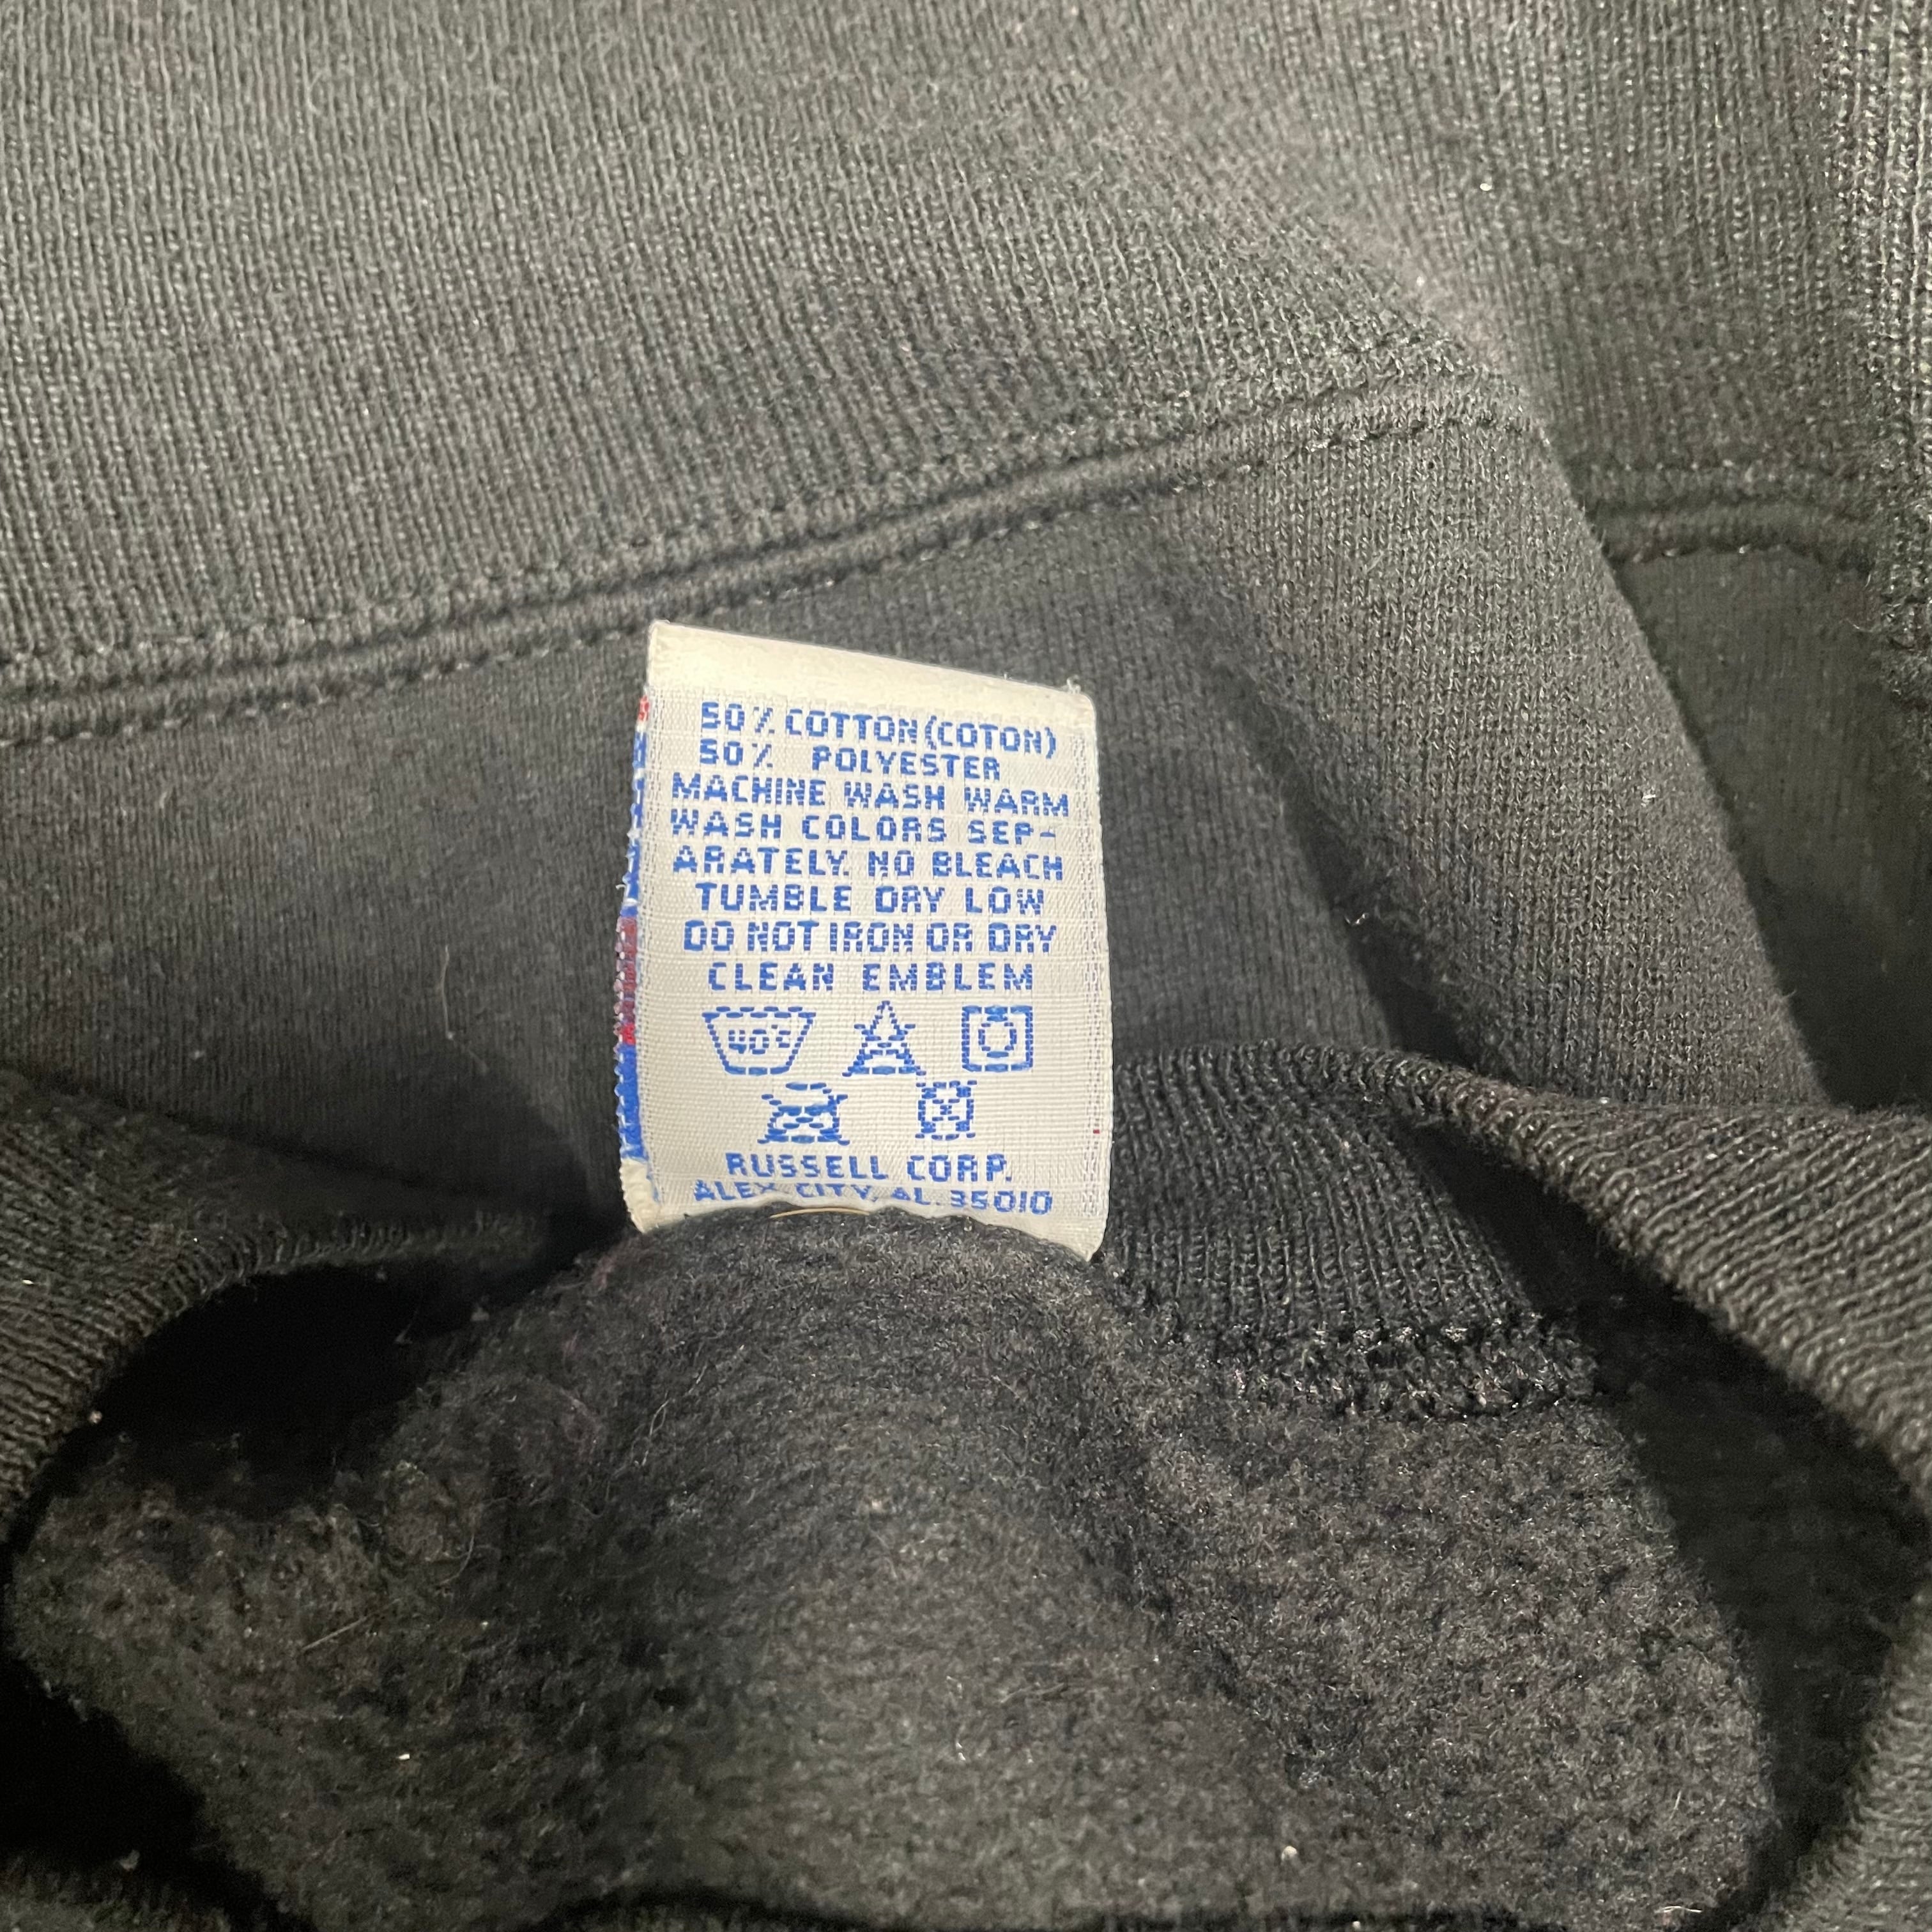 50% COTTON(COTON)
50% POLYESTER
MACHINE WASH WARM
WASH COLORS SEP-
ARATELY. NO BLEACH
TUMBLE DRY LOW
DO NOT IRON OR DRY
CLEAN EMBLEM
40°C
RUSSELL CORP.
ALEX CITY, AL. 35010